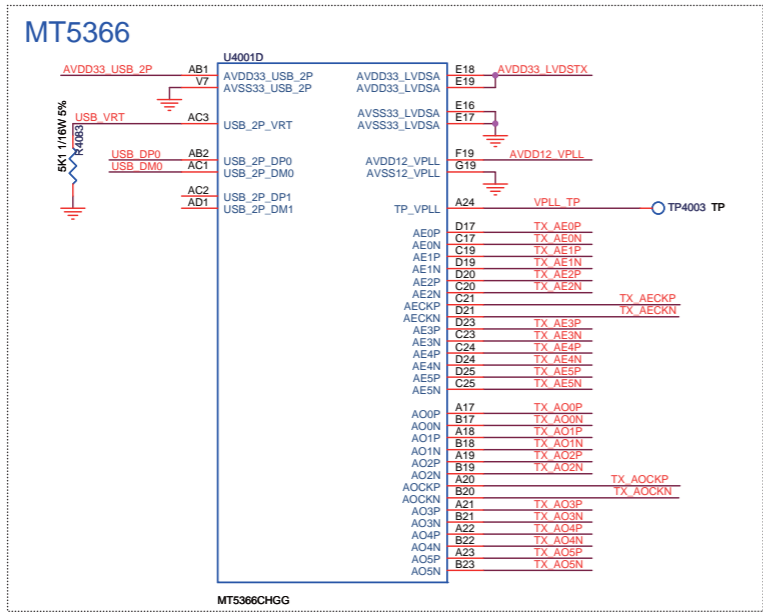 MT5366
U4001D
AVDD33_USB_2P AB1 AVDD33_USB_2P AVDD33_LVDSA E18 AVDD33_LVDSTX
V7 AVSS33_USB_2P AVDD33_LVDSA E19
AVSS33_LVDSA E16
USB_VRT AC3 USB_2P_VRT AVSS33_LVDSA E17
5K1 1/16W 5%
R4083
USB_DP0 AB2 USB_2P_DP0 AVDD12_VPLL F19 AVDD12_VPLL
USB_DM0 AC1 USB_2P_DM0 AVSS12_VPLL G19
AC2 USB_2P_DP1
AD1 USB_2P_DM1 TP_VPLL A24 VPLL_TP TP4003 TP
AE0P D17 TX_AE0P
AE0N C17 TX_AE0N
AE1P C19 TX_AE1P
AE1N D19 TX_AE1N
AE2P D20 TX_AE2P
AE2N C20 TX_AE2N
AECKP C21 TX_AECKP
AECKN D21 TX_AECKN
AE3P D23 TX_AE3P
AE3N C23 TX_AE3N
AE4P C24 TX_AE4P
AE4N D24 TX_AE4N
AE5P D25 TX_AE5P
AE5N C25 TX_AE5N
AO0P A17 TX_AO0P
AO0N B17 TX_AO0N
AO1P A18 TX_AO1P
AO1N B18 TX_AO1N
AO2P A19 TX_AO2P
AO2N B19 TX_AO2N
AOCKP A20 TX_AOCKP
AOCKN B20 TX_AOCKN
AO3P A21 TX_AO3P
AO3N B21 TX_AO3N
AO4P A22 TX_AO4P
AO4N B22 TX_AO4N
AO5P A23 TX_AO5P
AO5N B23 TX_AO5N
MT5366CHGG